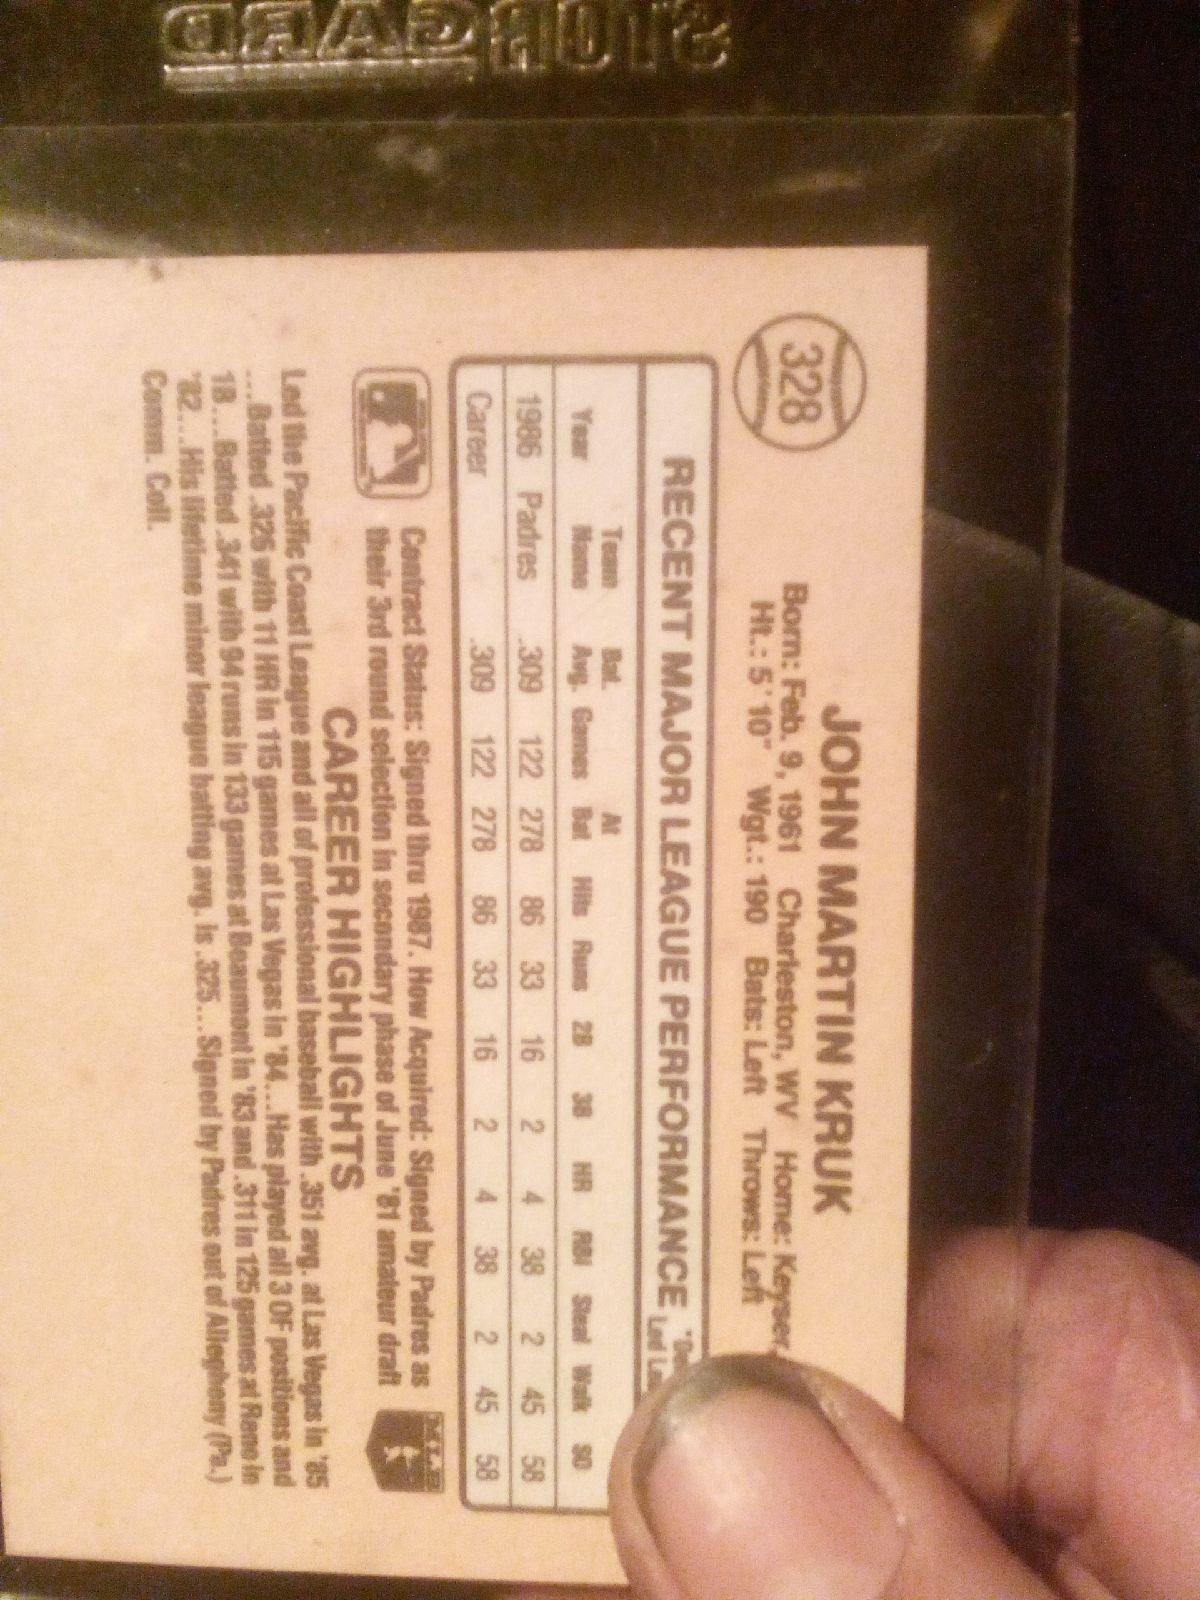 STOR GARD
328
JOHN MARTIN KRUK
Born: Feb. 9, 1961 Charleston, WV Home: Keyser,
Ht.: 5'10" Wgt.: 190 Bats: Left Throws: Left
RECENT MAJOR LEAGUE PERFORMANCE
Led
Year Team Name Bat. Avg. Games At Bat Hits Runs 2B 3B HR RBI Steal Walk SO
1986 Padres .309 122 278 86 33 16 2 4 38 2 45 58
Career .309 122 278 86 33 16 2 4 38 2 45 58
Contract Status: Signed thru 1987. How Acquired: Signed by Padres as
their 3rd round selection in secondary phase of June '81 amateur draft
CAREER HIGHLIGHTS
Led the Pacific Coast League and all of professional baseball with .351 avg. at Las Vegas in '85
...Batted .326 with 11 HR in 115 games at Las Vegas in '84...Has played all 3 OF positions and
1B...Batted .341 with 94 runs in 133 games at Beaumont in '83 and .311 in 125 games at Reno in
'82...His lifetime minor league batting avg. is .325...Signed by Padres out of Allegheny (Pa.)
Comm. Coll.